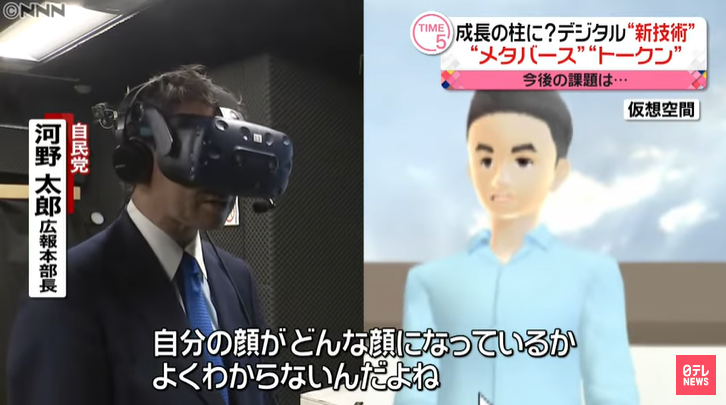 NNN
TIME 5
成長の柱に?デジタル“新技術”
“メタバース”“トークン”
今後の課題は…
仮想空間
自民党
河野 太郎 広報本部長
自分の顔が どんな顔になっているか
よくわからないんだよね
日テレ
NEWS